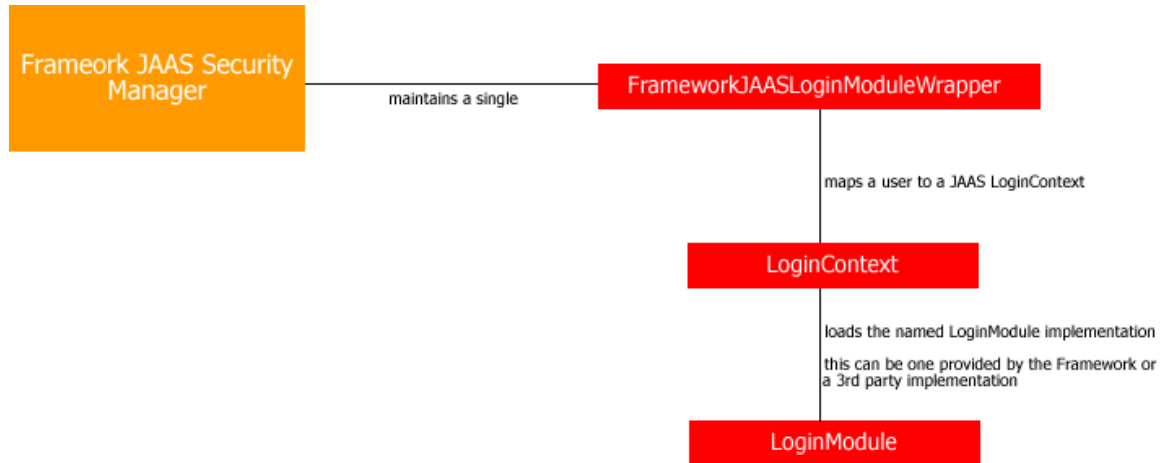 Frameork JAAS Security
Manager
maintains a single
FrameworkJAASLoginModuleWrapper
maps a user to a JAAS LoginContext
LoginContext
loads the named LoginModule implementation
this can be one provided by the Framework or
a 3rd party implementation
LoginModule